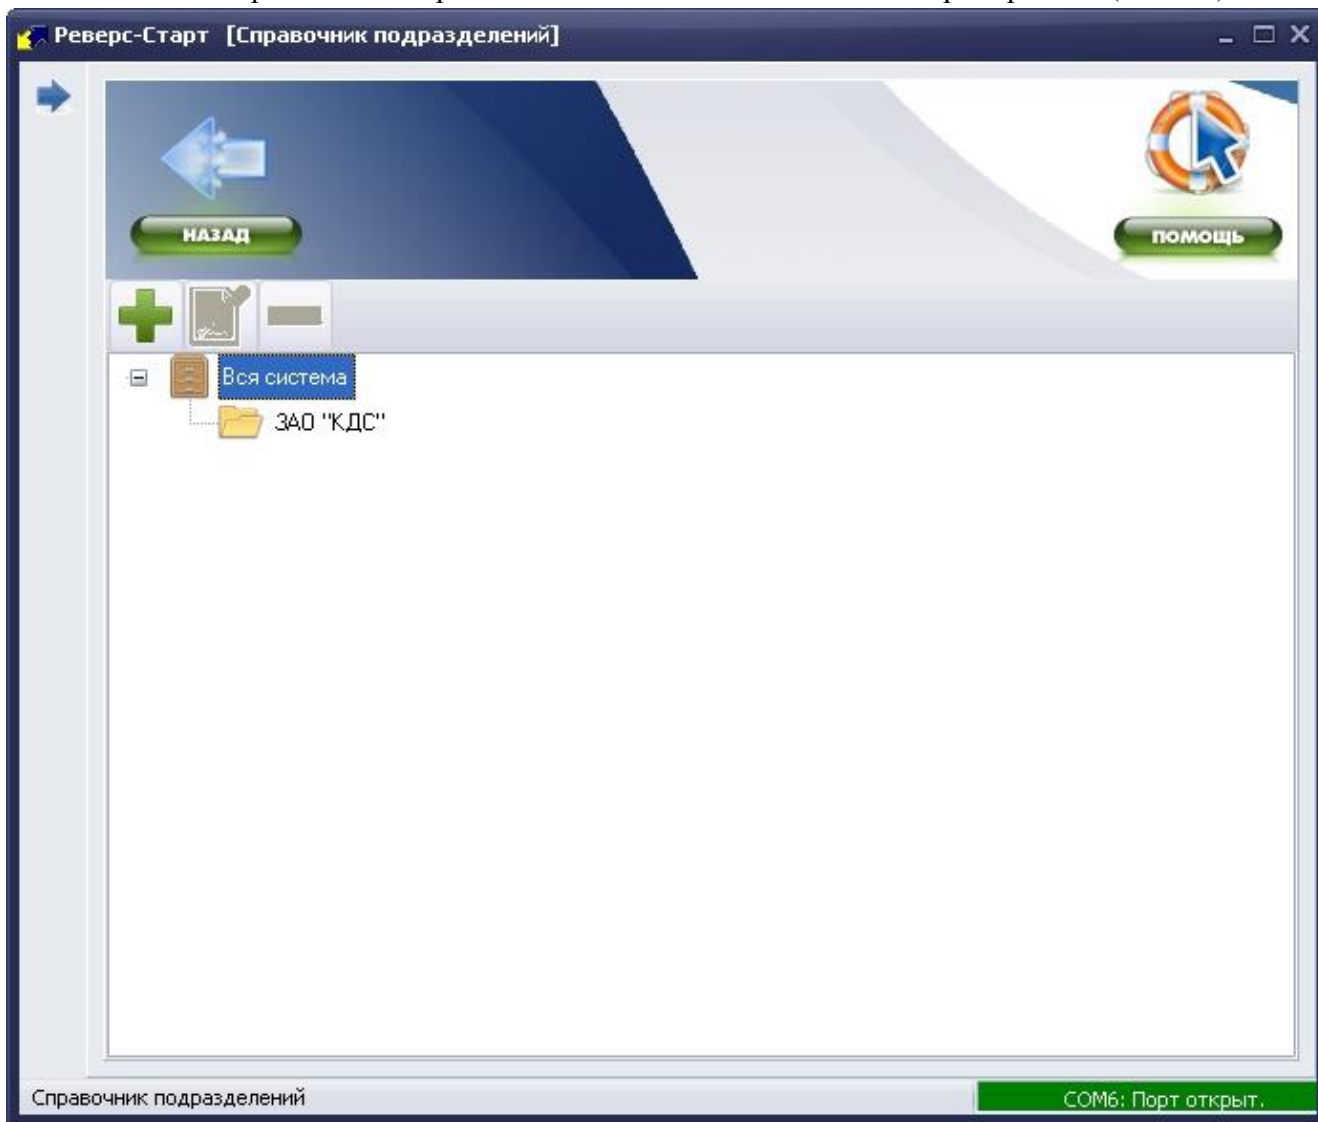 Реверс-Старт [Справочник подразделений]
НАЗАД
ПОМОЩЬ
Вся система
ЗАО "КДС"
Справочник подразделений
COM6: Порт открыт.